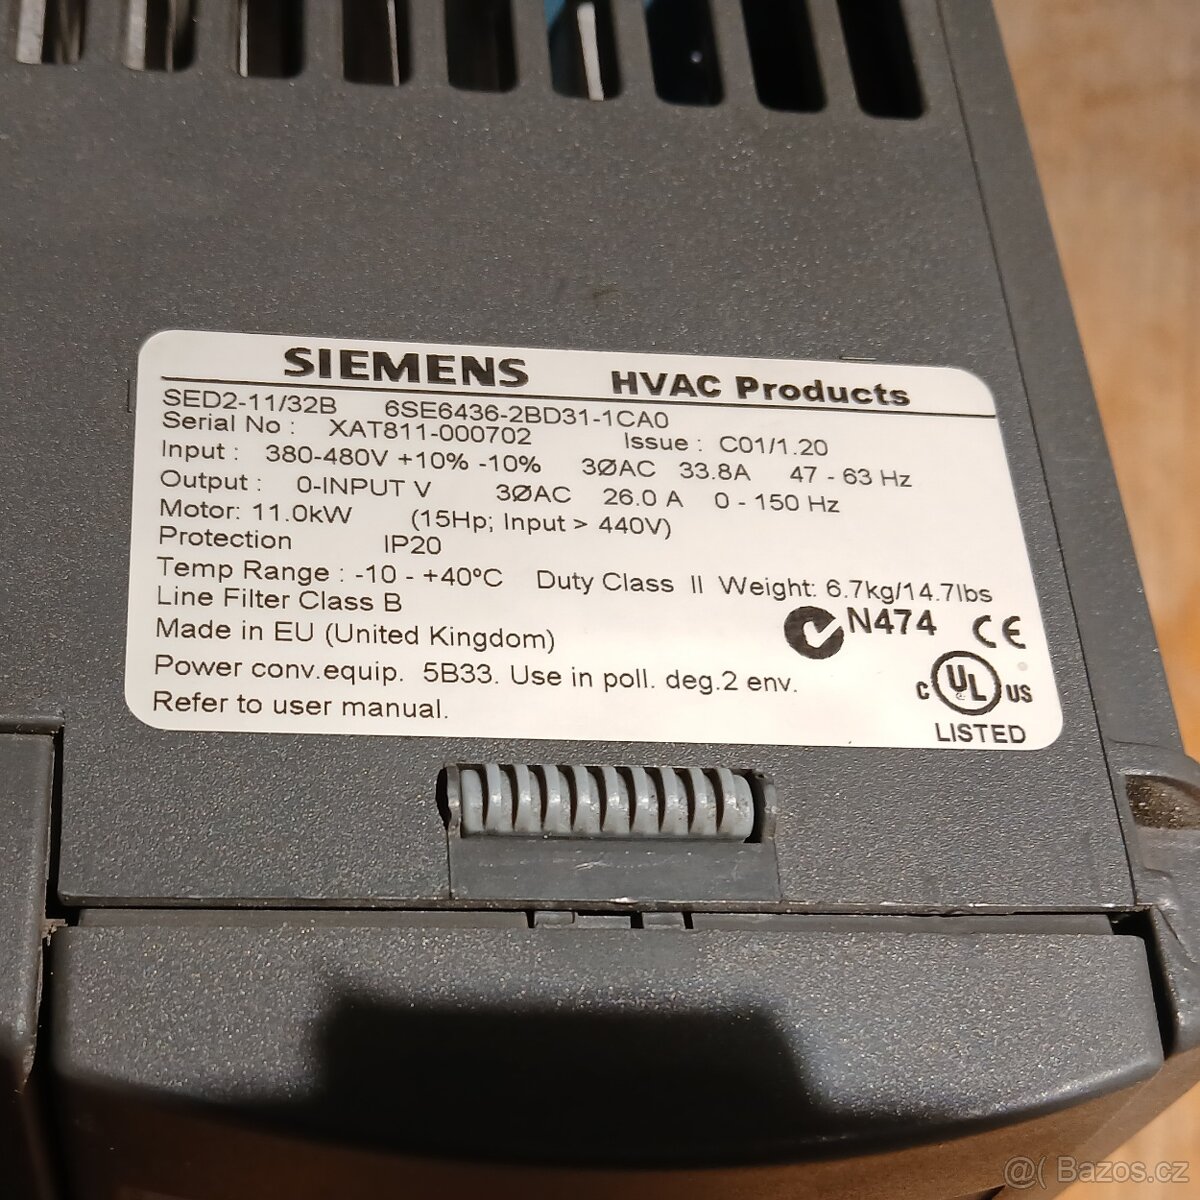 SIEMENS HVAC Products
SED2-11/32B 6SE6436-2BD31-1CA0
Serial No : XAT811-000702 Issue : C01/1.20
Input : 380-480V +10% -10% 3ØAC 33.8A 47 - 63 Hz
Output : 0-INPUT V 3ØAC 26.0 A 0 - 150 Hz
Motor: 11.0kW (15Hp; Input > 440V)
Protection IP20
Temp Range : -10 - +40°C Duty Class II Weight: 6.7kg/14.7lbs
Line Filter Class B
N474 CE
Made in EU (United Kingdom)
Power conv.equip. 5B33. Use in poll. deg.2 env.
C UL US
Refer to user manual.
LISTED
@( Bazos.cz